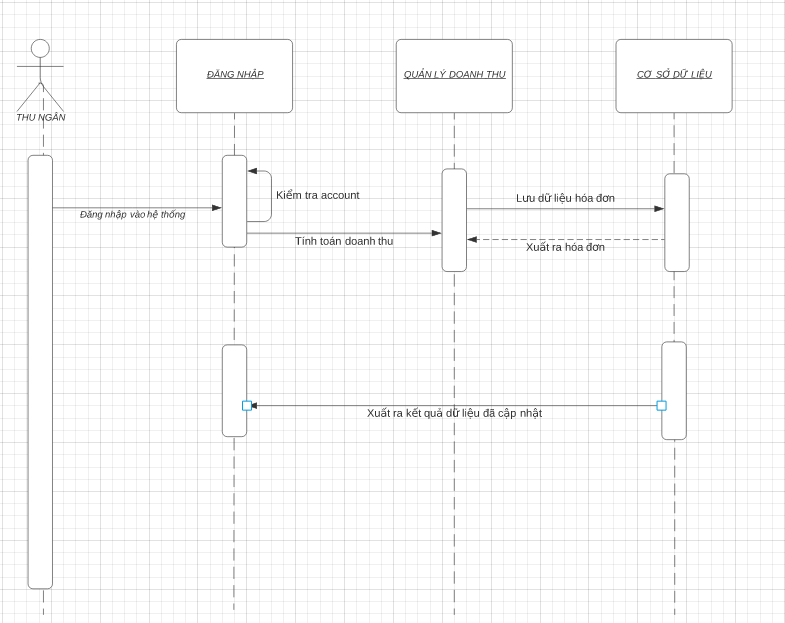 ĐĂNG NHẬP
QUẢN LÝ DOANH THU
CƠ SỞ DỮ LIỆU
THU NGÂN
Kiểm tra account
Lưu dữ liệu hóa đơn
Đăng nhập vào hệ thống
Tính toán doanh thu
Xuất ra hóa đơn
Xuất ra kết quả dữ liệu đã cập nhật